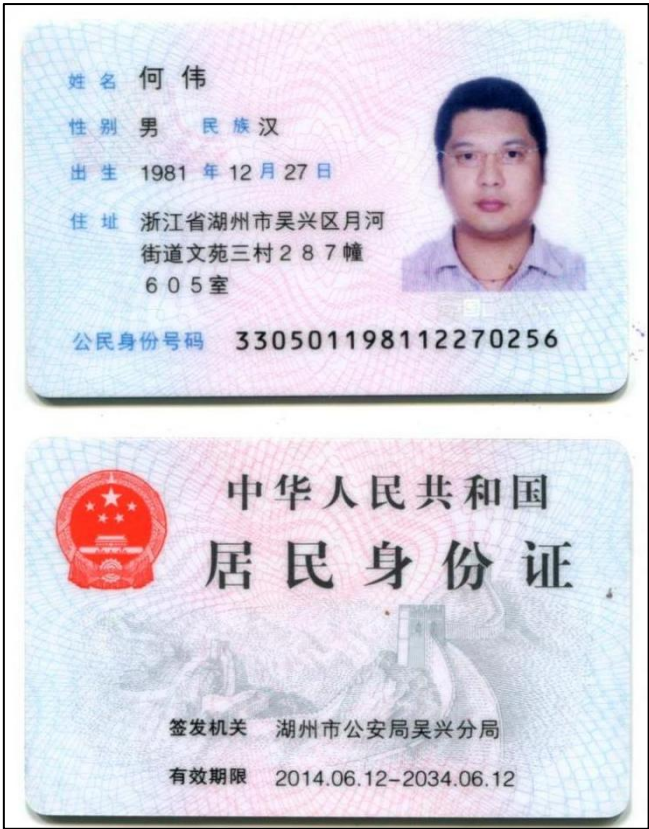 姓名 何伟
性别 男 民族 汉
出生 1981 年 12 月 27 日
住址 浙江省湖州市吴兴区月河
街道文苑三村287幢
605室
公民身份号码 330501198112270256
中华人民共和国
居民身份证
签发机关 湖州市公安局吴兴分局
有效期限 2014.06.12-2034.06.12